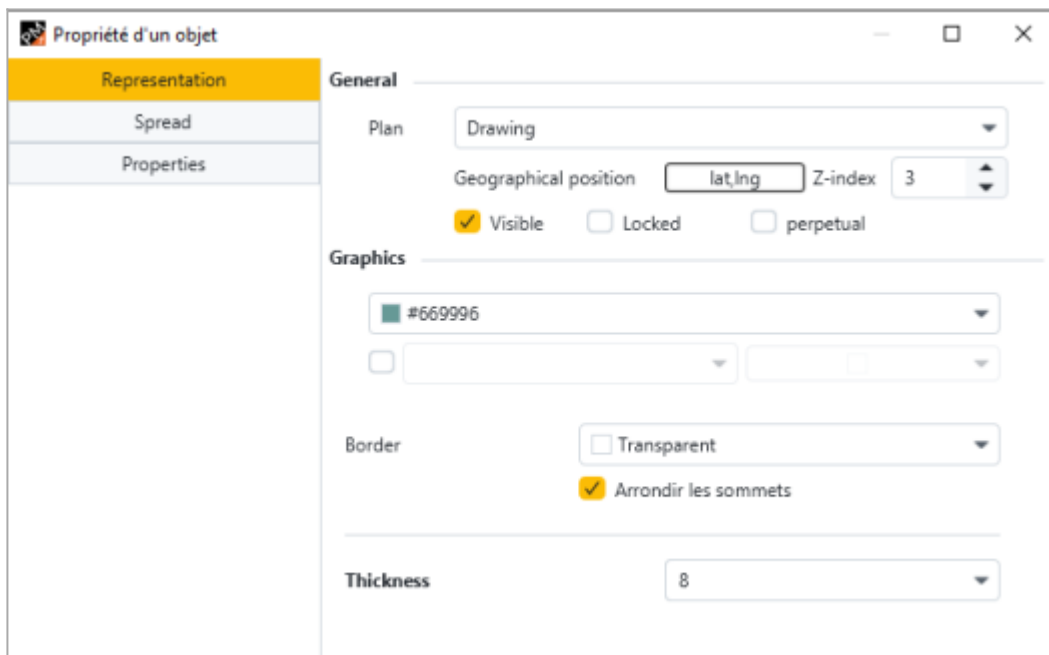 PM Propriété d'un objet
Representation
Spread
Properties
General
Plan Drawing
Geographical position lat,lng Z-index 3
Visible Locked perpetual
Graphics
#669996
Border Transparent
Arrondir les sommets
Thickness 8